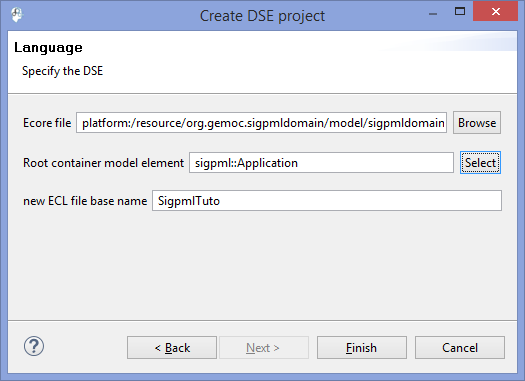 Create DSE project
Language
Specify the DSE
Ecore file platform:/resource/org.gemoc.sigpmldomain/model/sigpmldomain Browse
Root container model element sigpml::Application Select
new ECL file base name SigpmlTuto
? < Back Next > Finish Cancel